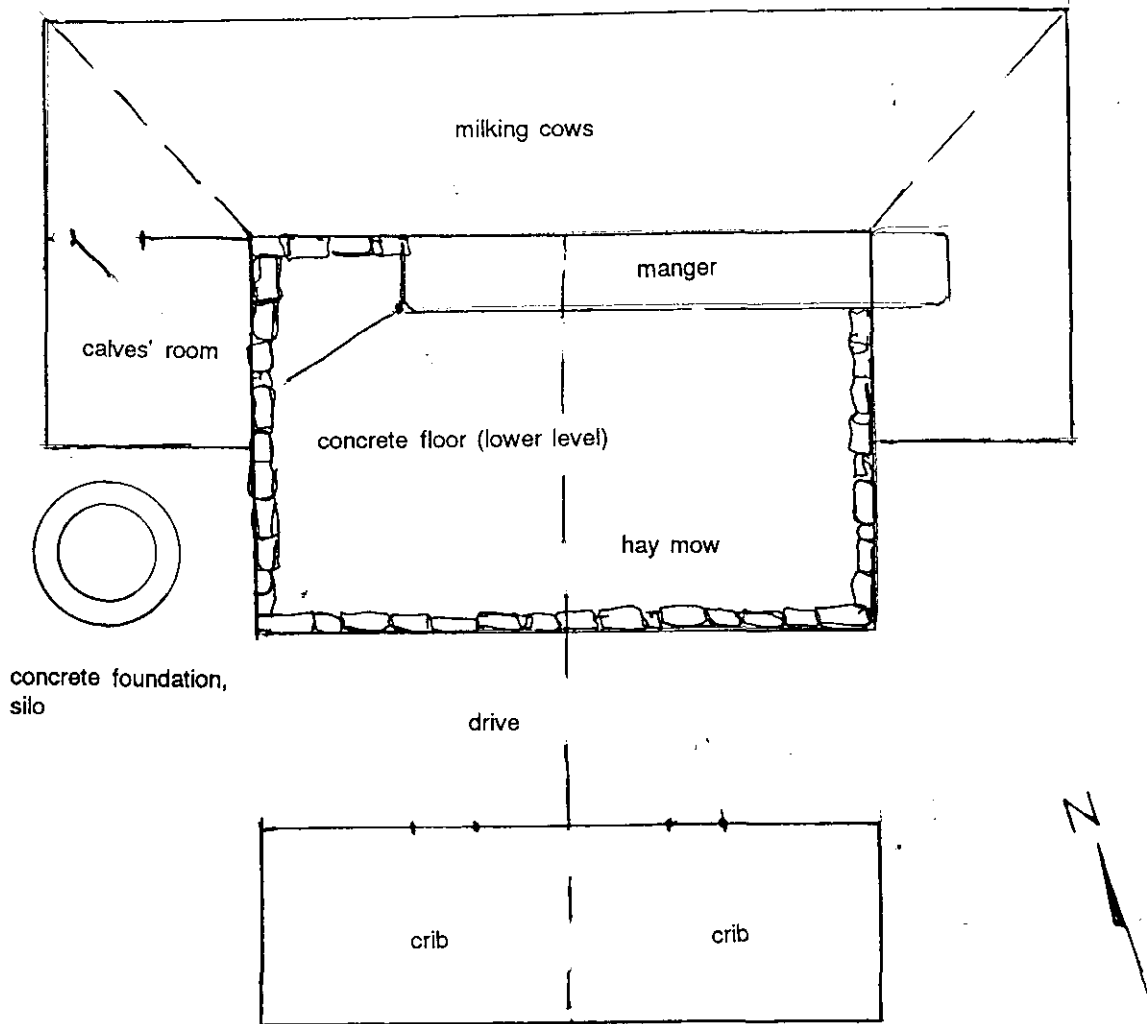 milking cows
manger
calves' room
concrete floor (lower level)
hay mow
concrete foundation,
silo
drive
N
crib
crib